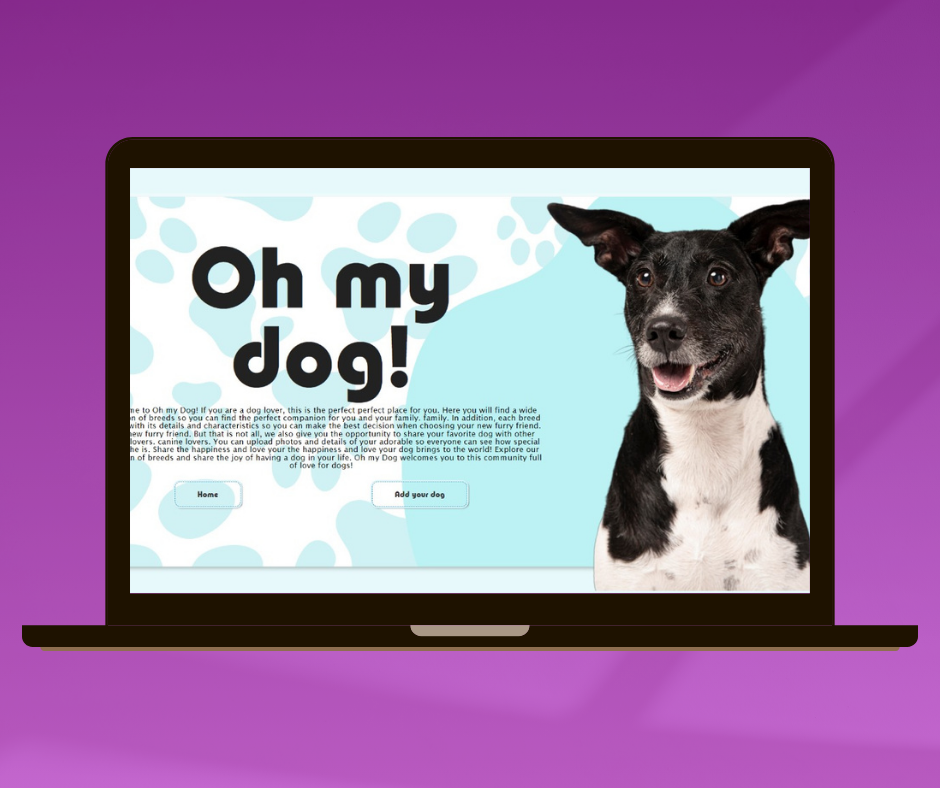 Oh my
dog!
me to Oh my Dog! If you are a dog lover, this is the perfect perfect place for you. Here you will find a wide
n of breeds so you can find the perfect companion for you and your family. family. In addition, each breed
with its details and characteristics so you can make the best decision when choosing your new furry friend.
new furry friend. But that is not all, we also give you the opportunity to share your favorite dog with other
lovers. canine lovers. You can upload photos and details of your adorable so everyone can see how special
he is. Share the happiness and love your the happiness and love your dog brings to the world! Explore our
n of breeds and share the joy of having a dog in your life. Oh my Dog welcomes you to this community full
of love for dogs!
Home
Add your dog